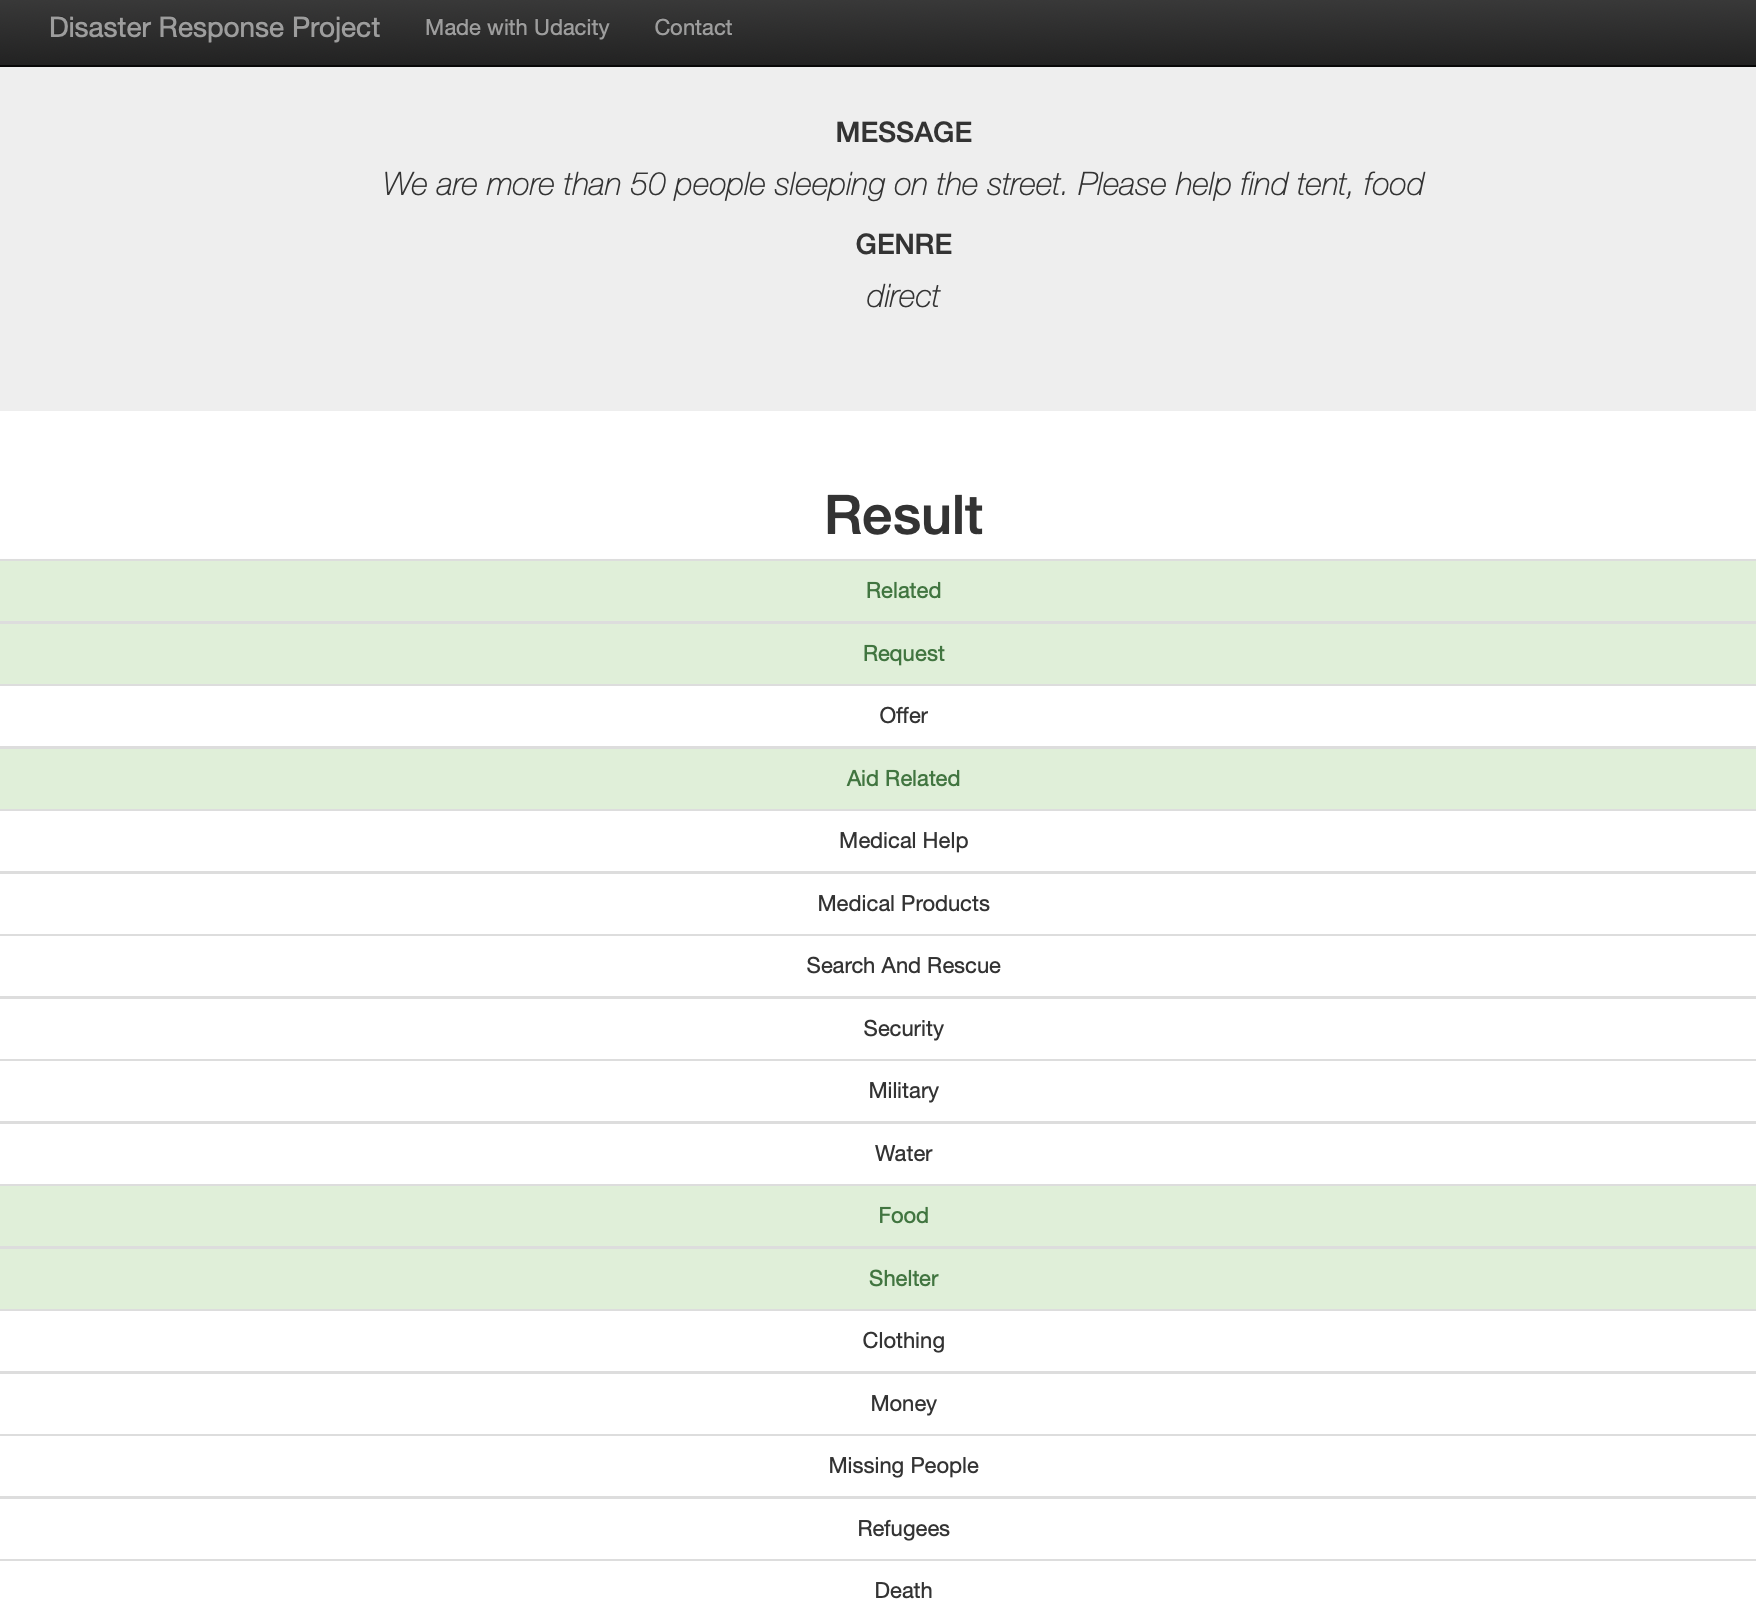 Disaster Response Project Made with Udacity Contact
MESSAGE
We are more than 50 people sleeping on the street. Please help find tent, food
GENRE
direct
Result
Related
Request
Offer
Aid Related
Medical Help
Medical Products
Search And Rescue
Security
Military
Water
Food
Shelter
Clothing
Money
Missing People
Refugees
Death